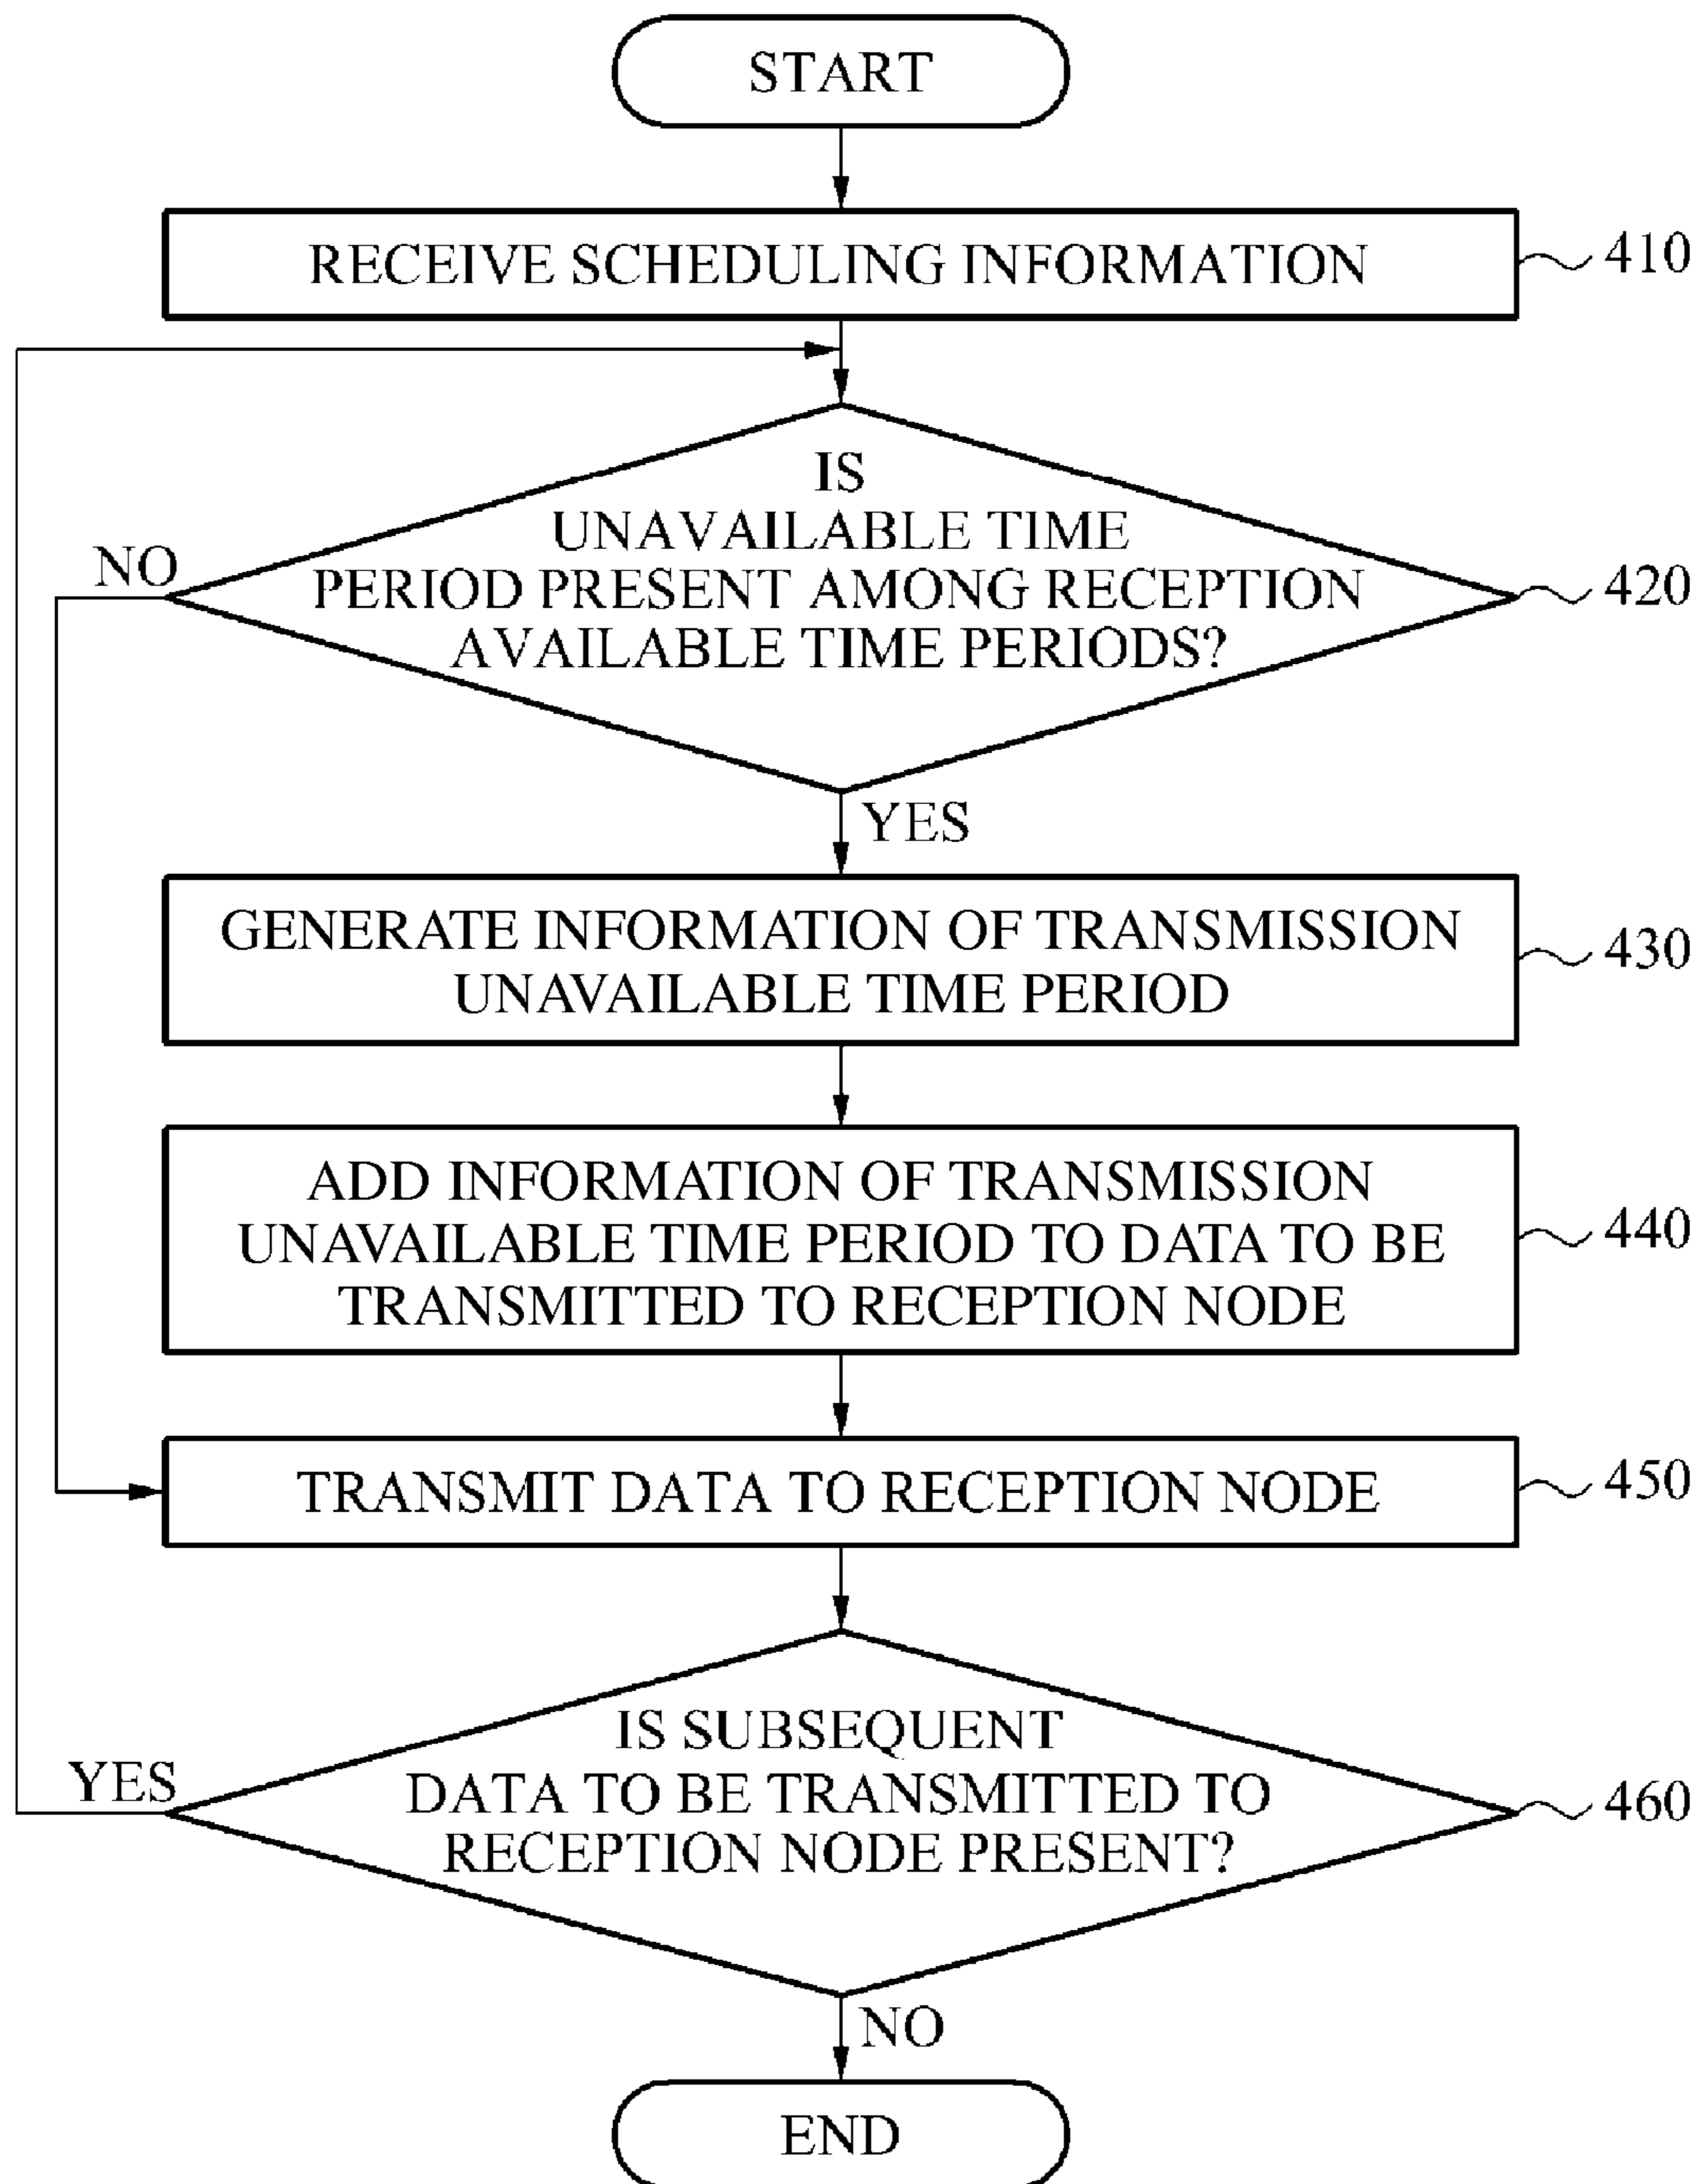 START
RECEIVE SCHEDULING INFORMATION
410
IS
UNAVAILABLE TIME
PERIOD PRESENT AMONG RECEPTION
AVAILABLE TIME PERIODS?
420
NO
YES
GENERATE INFORMATION OF TRANSMISSION
UNAVAILABLE TIME PERIOD
430
ADD INFORMATION OF TRANSMISSION
UNAVAILABLE TIME PERIOD TO DATA TO BE
TRANSMITTED TO RECEPTION NODE
440
TRANSMIT DATA TO RECEPTION NODE
450
IS SUBSEQUENT
DATA TO BE TRANSMITTED TO
RECEPTION NODE PRESENT?
460
YES
NO
END